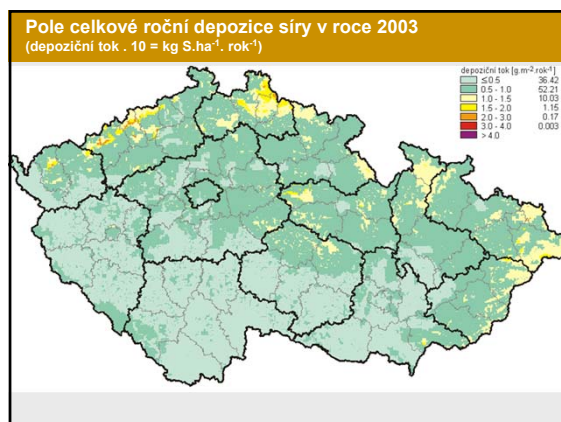 Pole celkové roční depozice síry v roce 2003
(depoziční tok . 10 = kg S.ha⁻¹. rok⁻¹)
depoziční tok [g.m⁻².rok⁻¹]
≤0.5 36.42
0.5 - 1.0 52.21
1.0 - 1.5 10.03
1.5 - 2.0 1.15
2.0 - 3.0 0.17
3.0 - 4.0 0.003
> 4.0